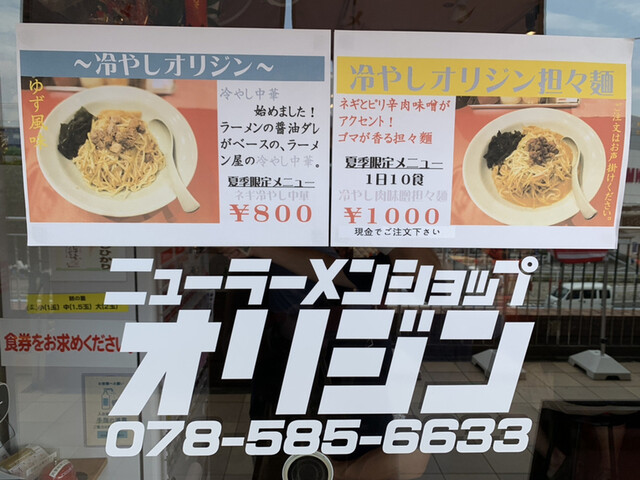 ～冷やしオリジン～
ゆず風味
冷やし中華
始めました！
ラーメンの醤油ダレ
がベースの、ラーメ
ン屋の冷やし中華。
夏季限定メニュー
ネギ冷やし中華
￥800
冷やしオリジン担々麺
ネギとピリ辛肉味噌が
アクセント！
ゴマが香る担々麺
夏季限定メニュー
1日10食
冷やし肉味噌担々麺
￥1000
現金でご注文下さい
ご注文はお声掛けください。
ニューラーメンショップ
オリジン
078-585-6633
食券をお求めください